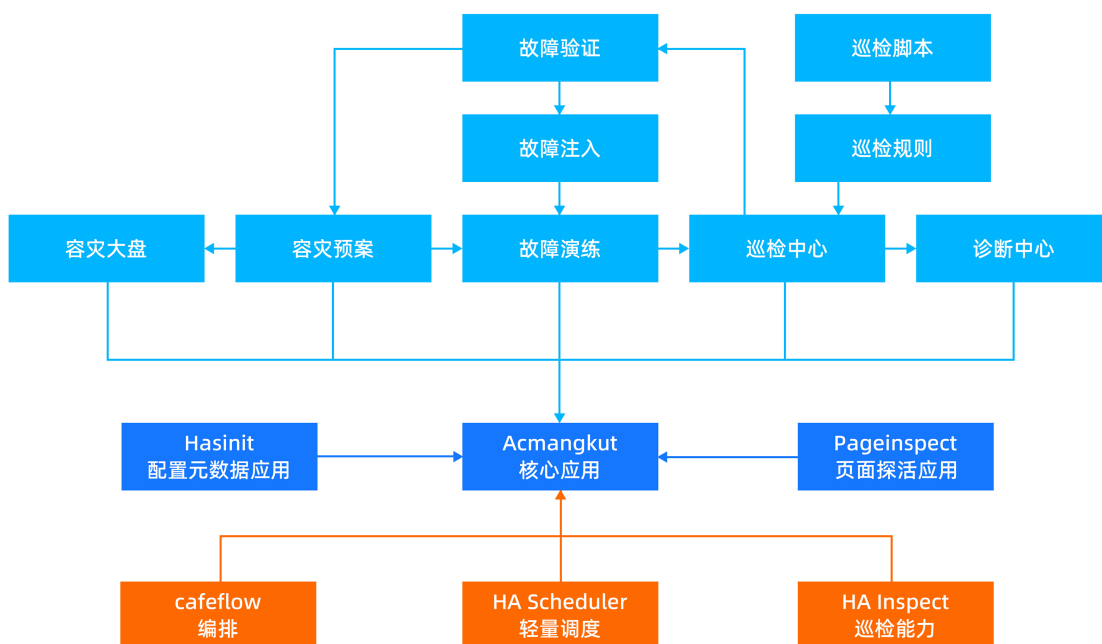 故障验证
巡检脚本
故障注入
巡检规则
容灾大盘
容灾预案
故障演练
巡检中心
诊断中心
Hasinit
配置元数据应用
Acmangkut
核心应用
Pageinspect
页面探活应用
cafeflow
编排
HA Scheduler
轻量调度
HA Inspect
巡检能力